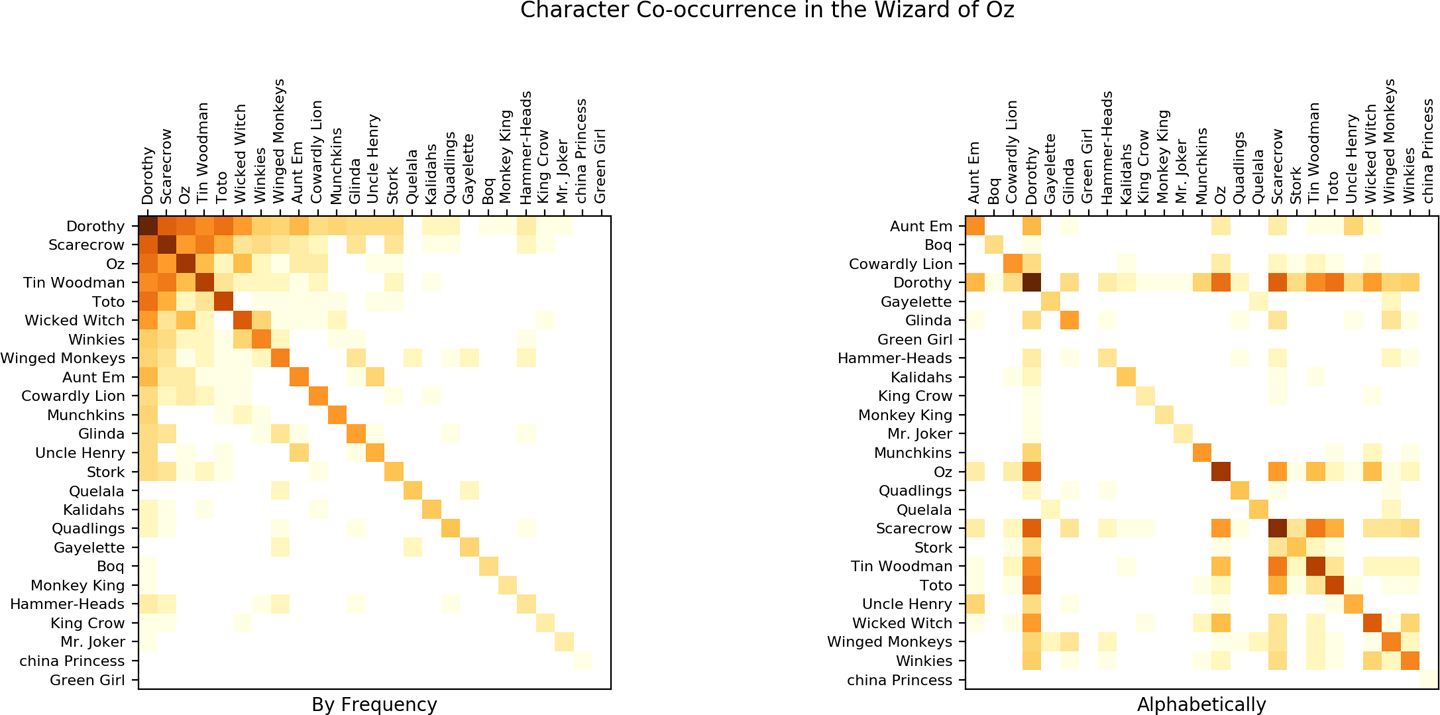 Character Co-occurrence in the Wizard of Oz
Dorothy
Scarecrow
Oz
Tin Woodman
Toto
Wicked Witch
Winkies
Winged Monkeys
Aunt Em
Cowardly Lion
Munchkins
Glinda
Uncle Henry
Stork
Quelala
Kalidahs
Quadlings
Gayelette
Boq
Monkey King
Hammer-Heads
King Crow
Mr. Joker
china Princess
Green Girl
Dorothy
Scarecrow
Oz
Tin Woodman
Toto
Wicked Witch
Winkies
Winged Monkeys
Aunt Em
Cowardly Lion
Munchkins
Glinda
Uncle Henry
Stork
Quelala
Kalidahs
Quadlings
Gayelette
Boq
Monkey King
Hammer-Heads
King Crow
Mr. Joker
china Princess
Green Girl
By Frequency
Aunt Em
Boq
Cowardly Lion
Dorothy
Gayelette
Glinda
Green Girl
Hammer-Heads
Kalidahs
King Crow
Monkey King
Mr. Joker
Munchkins
Oz
Quadlings
Quelala
Scarecrow
Stork
Tin Woodman
Toto
Uncle Henry
Wicked Witch
Winged Monkeys
Winkies
china Princess
Aunt Em
Boq
Cowardly Lion
Dorothy
Gayelette
Glinda
Green Girl
Hammer-Heads
Kalidahs
King Crow
Monkey King
Mr. Joker
Munchkins
Oz
Quadlings
Quelala
Scarecrow
Stork
Tin Woodman
Toto
Uncle Henry
Wicked Witch
Winged Monkeys
Winkies
china Princess
Alphabetically